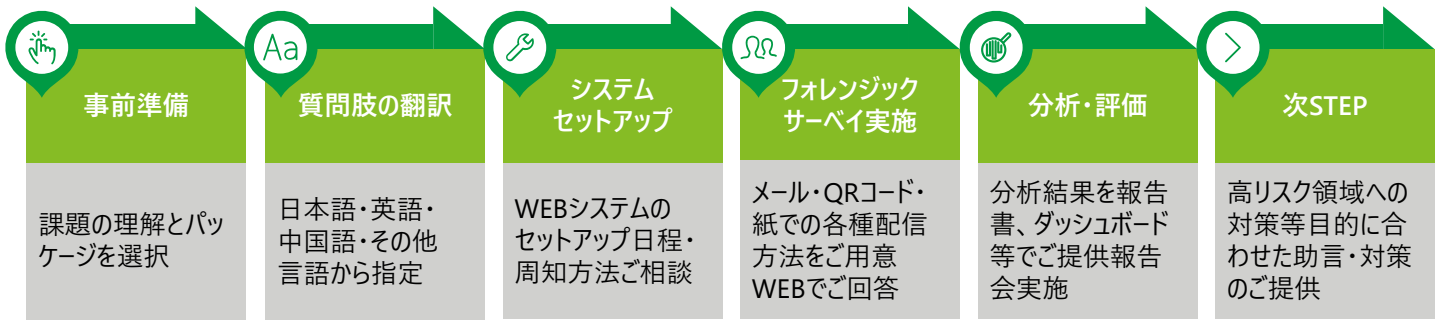 事前準備
課題の理解とパッ
ケージを選択
Aa
質問肢の翻訳
日本語・英語・
中国語・その他
言語から指定
システム
セットアップ
WEBシステムの
セットアップ日程・
周知方法ご相談
フォレンジック
サーベイ実施
メール・QRコード・
紙での各種配信
方法をご用意
WEBでご回答
分析・評価
分析結果を報告
書、ダッシュボード
等でご提供報告
会実施
次STEP
高リスク領域への
対策等目的に合
わせた助言・対策
のご提供